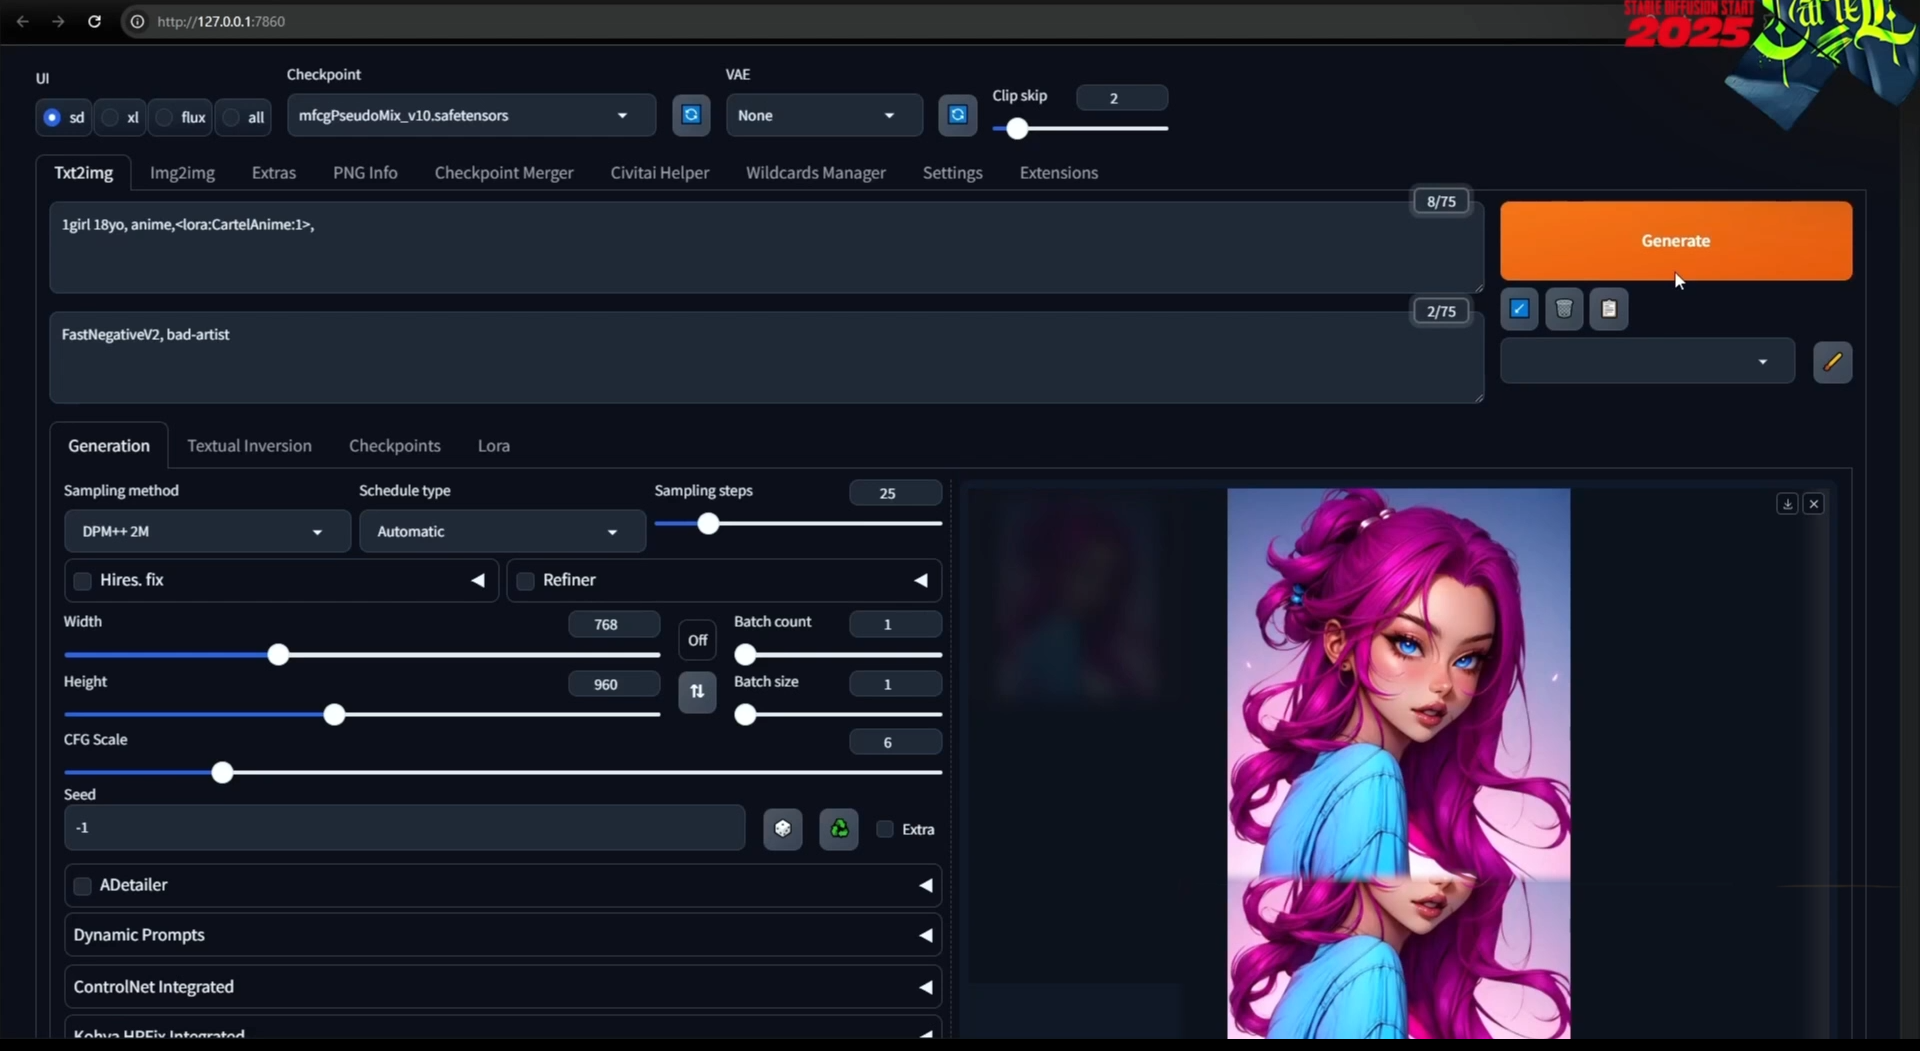 http://127.0.0.1:7860
STABLE DIFFUSION START
2025
CarteL
UI
Checkpoint
VAE
Clip skip
2
sd
xl
flux
all
mfcgPseudoMix_v10.safetensors
None
Txt2img
Img2img
Extras
PNG Info
Checkpoint Merger
Civitai Helper
Wildcards Manager
Settings
Extensions
8/75
1girl 18yo, anime,<lora:CartelAnime:1>,
Generate
2/75
FastNegativeV2, bad-artist
Generation
Textual Inversion
Checkpoints
Lora
Sampling method
Schedule type
Sampling steps
25
DPM++ 2M
Automatic
Hires. fix
Refiner
Width
768
Off
Batch count
1
Height
960
Batch size
1
CFG Scale
6
Seed
-1
Extra
ADetailer
Dynamic Prompts
ControlNet Integrated
Kohya HRFix Integrated